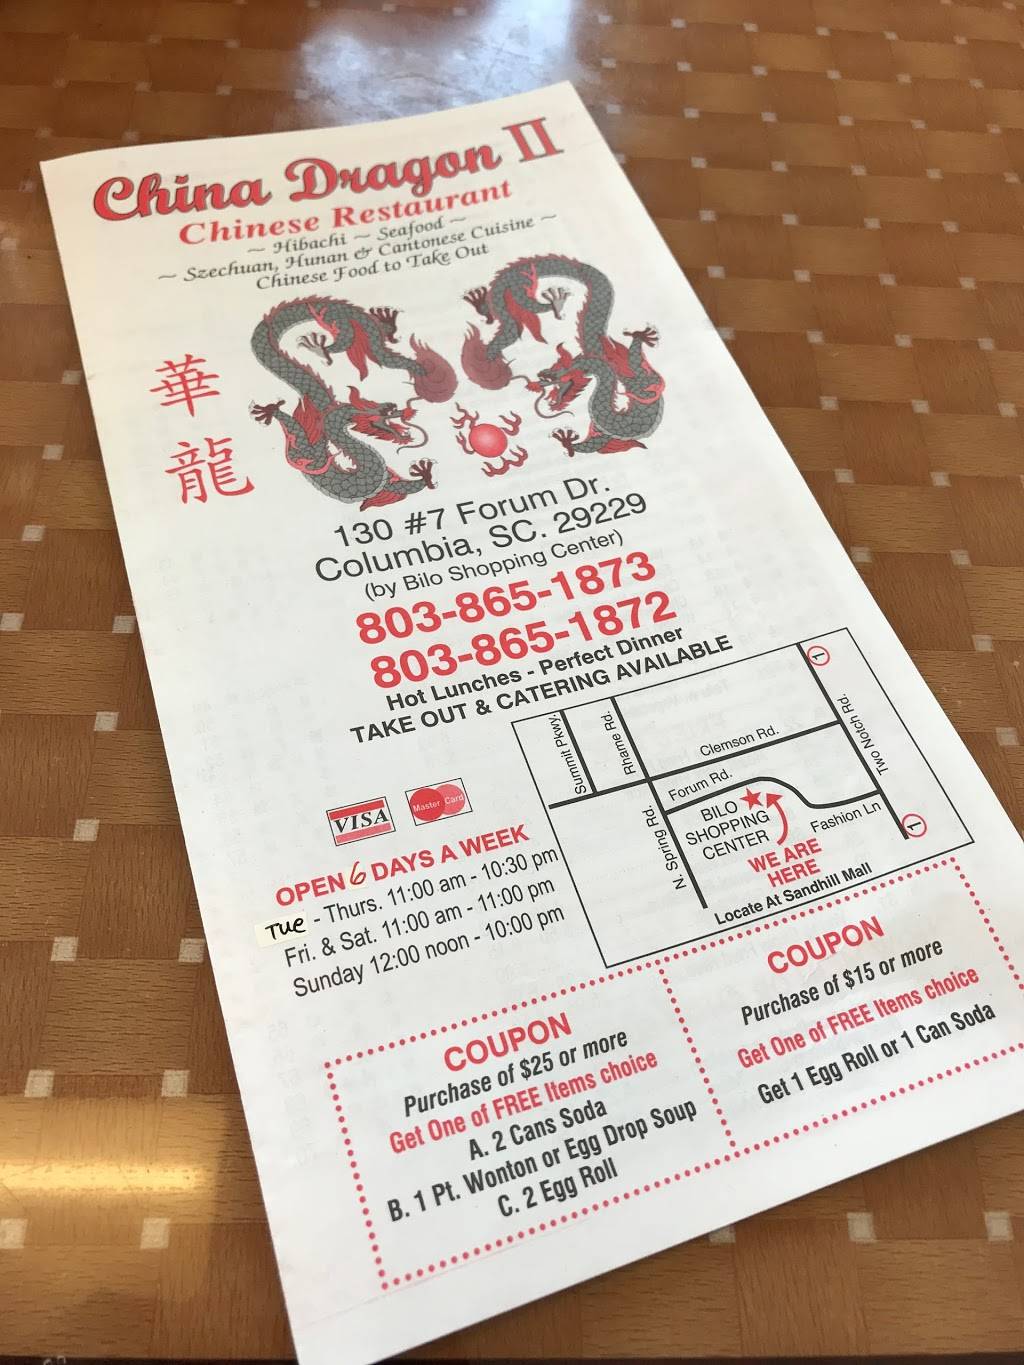 China Dragon II
Chinese Restaurant
~ Hibachi ~ Seafood ~
~ Szechuan, Hunan & Cantonese Cuisine ~
Chinese Food to Take Out
華
龍
130 #7 Forum Dr.
Columbia, SC. 29229
(by Bilo Shopping Center)
803-865-1873
803-865-1872
Hot Lunches - Perfect Dinner
TAKE OUT & CATERING AVAILABLE
VISA
MasterCard
OPEN 6 DAYS A WEEK
Tue - Thurs. 11:00 am - 10:30 pm
Fri. & Sat. 11:00 am - 11:00 pm
Sunday 12:00 noon - 10:00 pm
1
Summit Pkwy.
Rhame Rd.
Clemson Rd.
Two Notch Rd.
Forum Rd.
N. Spring Rd.
BILO
SHOPPING
CENTER
Fashion Ln
1
WE ARE
HERE
Locate At Sandhill Mall
COUPON
Purchase of $25 or more
Get One of FREE Items choice
A. 2 Cans Soda
B. 1 Pt. Wonton or Egg Drop Soup
C. 2 Egg Roll
COUPON
Purchase of $15 or more
Get One of FREE Items choice
Get 1 Egg Roll or 1 Can Soda